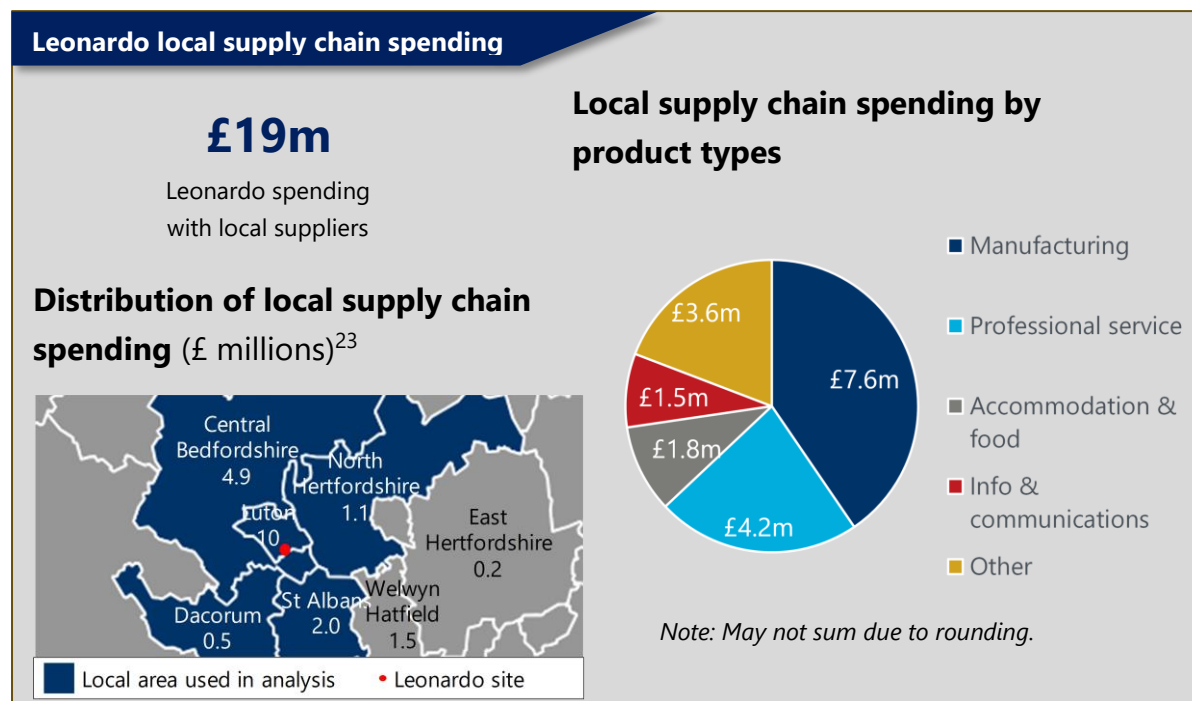 Leonardo local supply chain spending
£19m
Leonardo spending
with local suppliers
Distribution of local supply chain
spending (£ millions)23
Central
Bedfordshire
4.9
North
Hertfordshire
1.1
Luton
10
East
Hertfordshire
0.2
Welwyn
Hatfield
1.5
St Albans
2.0
Dacorum
0.5
Local area used in analysis
Leonardo site
Local supply chain spending by
product types
£7.6m
£4.2m
£1.8m
£1.5m
£3.6m
Manufacturing
Professional service
Accommodation &
food
Info &
communications
Other
Note: May not sum due to rounding.